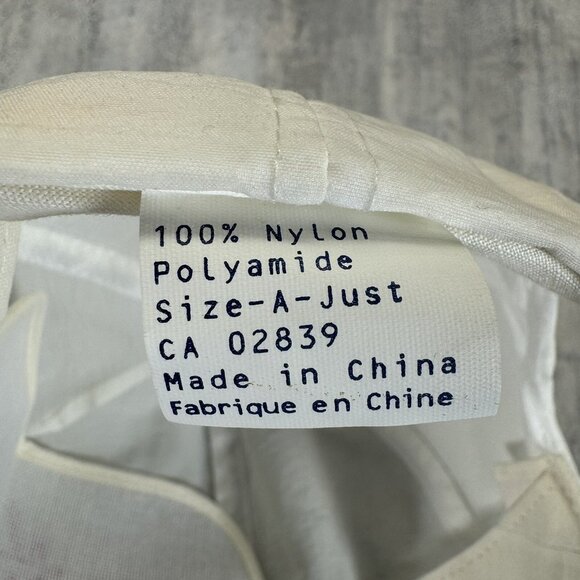 100% Nylon
Polyamide
Size-A-Just
CA 02839
Made in China
Fabrique en Chine